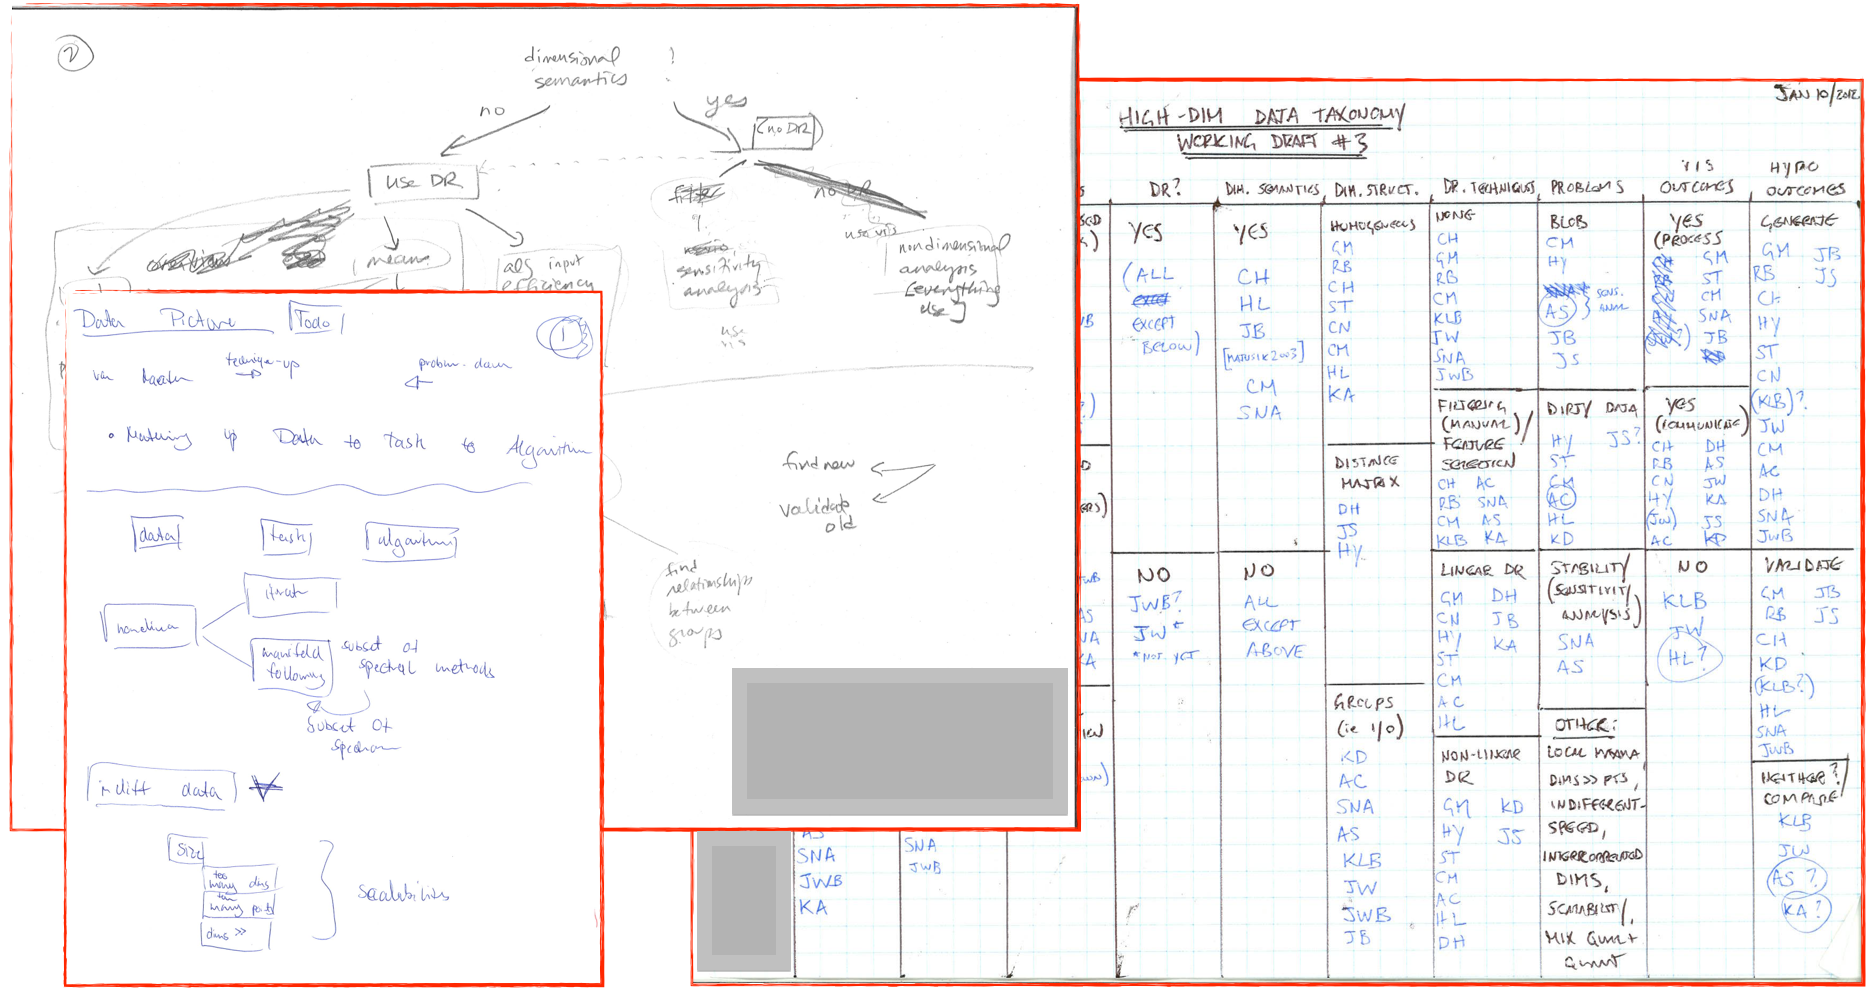 2
dimensional ?
semantics
no
yes
(no DR)
use DR
filter
no DR
use vis
means
alg input
efficiency
sensitivity
analysis
use
vis
nondimensional
analysis
[everything
else]
find new
validate
old
find
relationships
between
groups
Data Picture Todo
1
technique-up
problem-down
• Matching up Data to Task to Algorithm
data
task
algorithm
nonlinear
manifold
following
subset of
spectral methods
subset of
spectrum
indiff data
size
too
many dims
too
many points
dims >>
scalabilities
JAN 10/2012
HIGH-DIM DATA TAXONOMY
WORKING DRAFT #3
DR?
YES
(ALL
EXCEPT
BELOW)
NO
JWB?
JW*
*NOT YET
DIM. SEMANTICS
YES
CH
HL
JB
[MATUSIK 2003]
CM
SNA
NO
ALL
EXCEPT
ABOVE
DIM. STRUCT.
HOMOGENEOUS
GM
RB
CH
ST
CN
CM
HL
KA
DISTANCE
MATRIX
DH
JS
HY
GROUPS
(ie I/O)
KD
AC
SNA
AS
KLB
JW
JWB
JB
DR. TECHNIQUES
NONE
CH
GM
RB
CM
KLB
JW
SNA
JWB
FILTERING
(MANUAL)/
FEATURE
SELECTION
CH AC
RB SNA
CM AS
KLB KA
LINEAR DR
GM DH
CN JB
HY KA
ST
CM
AC
HL
NON-LINEAR
DR
GM KD
HY JS
ST
CM
AC
HL
DH
PROBLEMS
BLOB
CM
HY
AS } SENS. ANAL
JB
JS
DIRTY DATA
HY JS?
ST
CM
AC
HL
KD
STABILITY/
(SENSITIVITY
ANALYSIS)
SNA
AS
OTHER:
LOCAL MAXIMA,
DIMS >> PTS,
INDIFFERENT-
SPEED,
INTERCORRELATED
DIMS,
SCALABILITY,
MIX QUAL +
QUANT
VIS
OUTCOMES
YES
(PROCESS
GM
ST
CM
SNA
?) JB
YES
(COMMUNICATE)
CH DH
RB AS
CN JW
HY KA
(JW) JS
AC KD
NO
KLB
JW
HL?
HYPO
OUTCOMES
GENERATE
GM JB
RB JS
CH
HY
ST
CN
(KLB)?
JW
CM
AC
DH
SNA
JWB
VALIDATE
GM JB
RB JS
CH
KD
(KLB?)
HL
SNA
JWB
NEITHER?/
COMPARE
KLB
JW
AS?
KA?
AS
SNA
JWB
KA
SNA
JWB